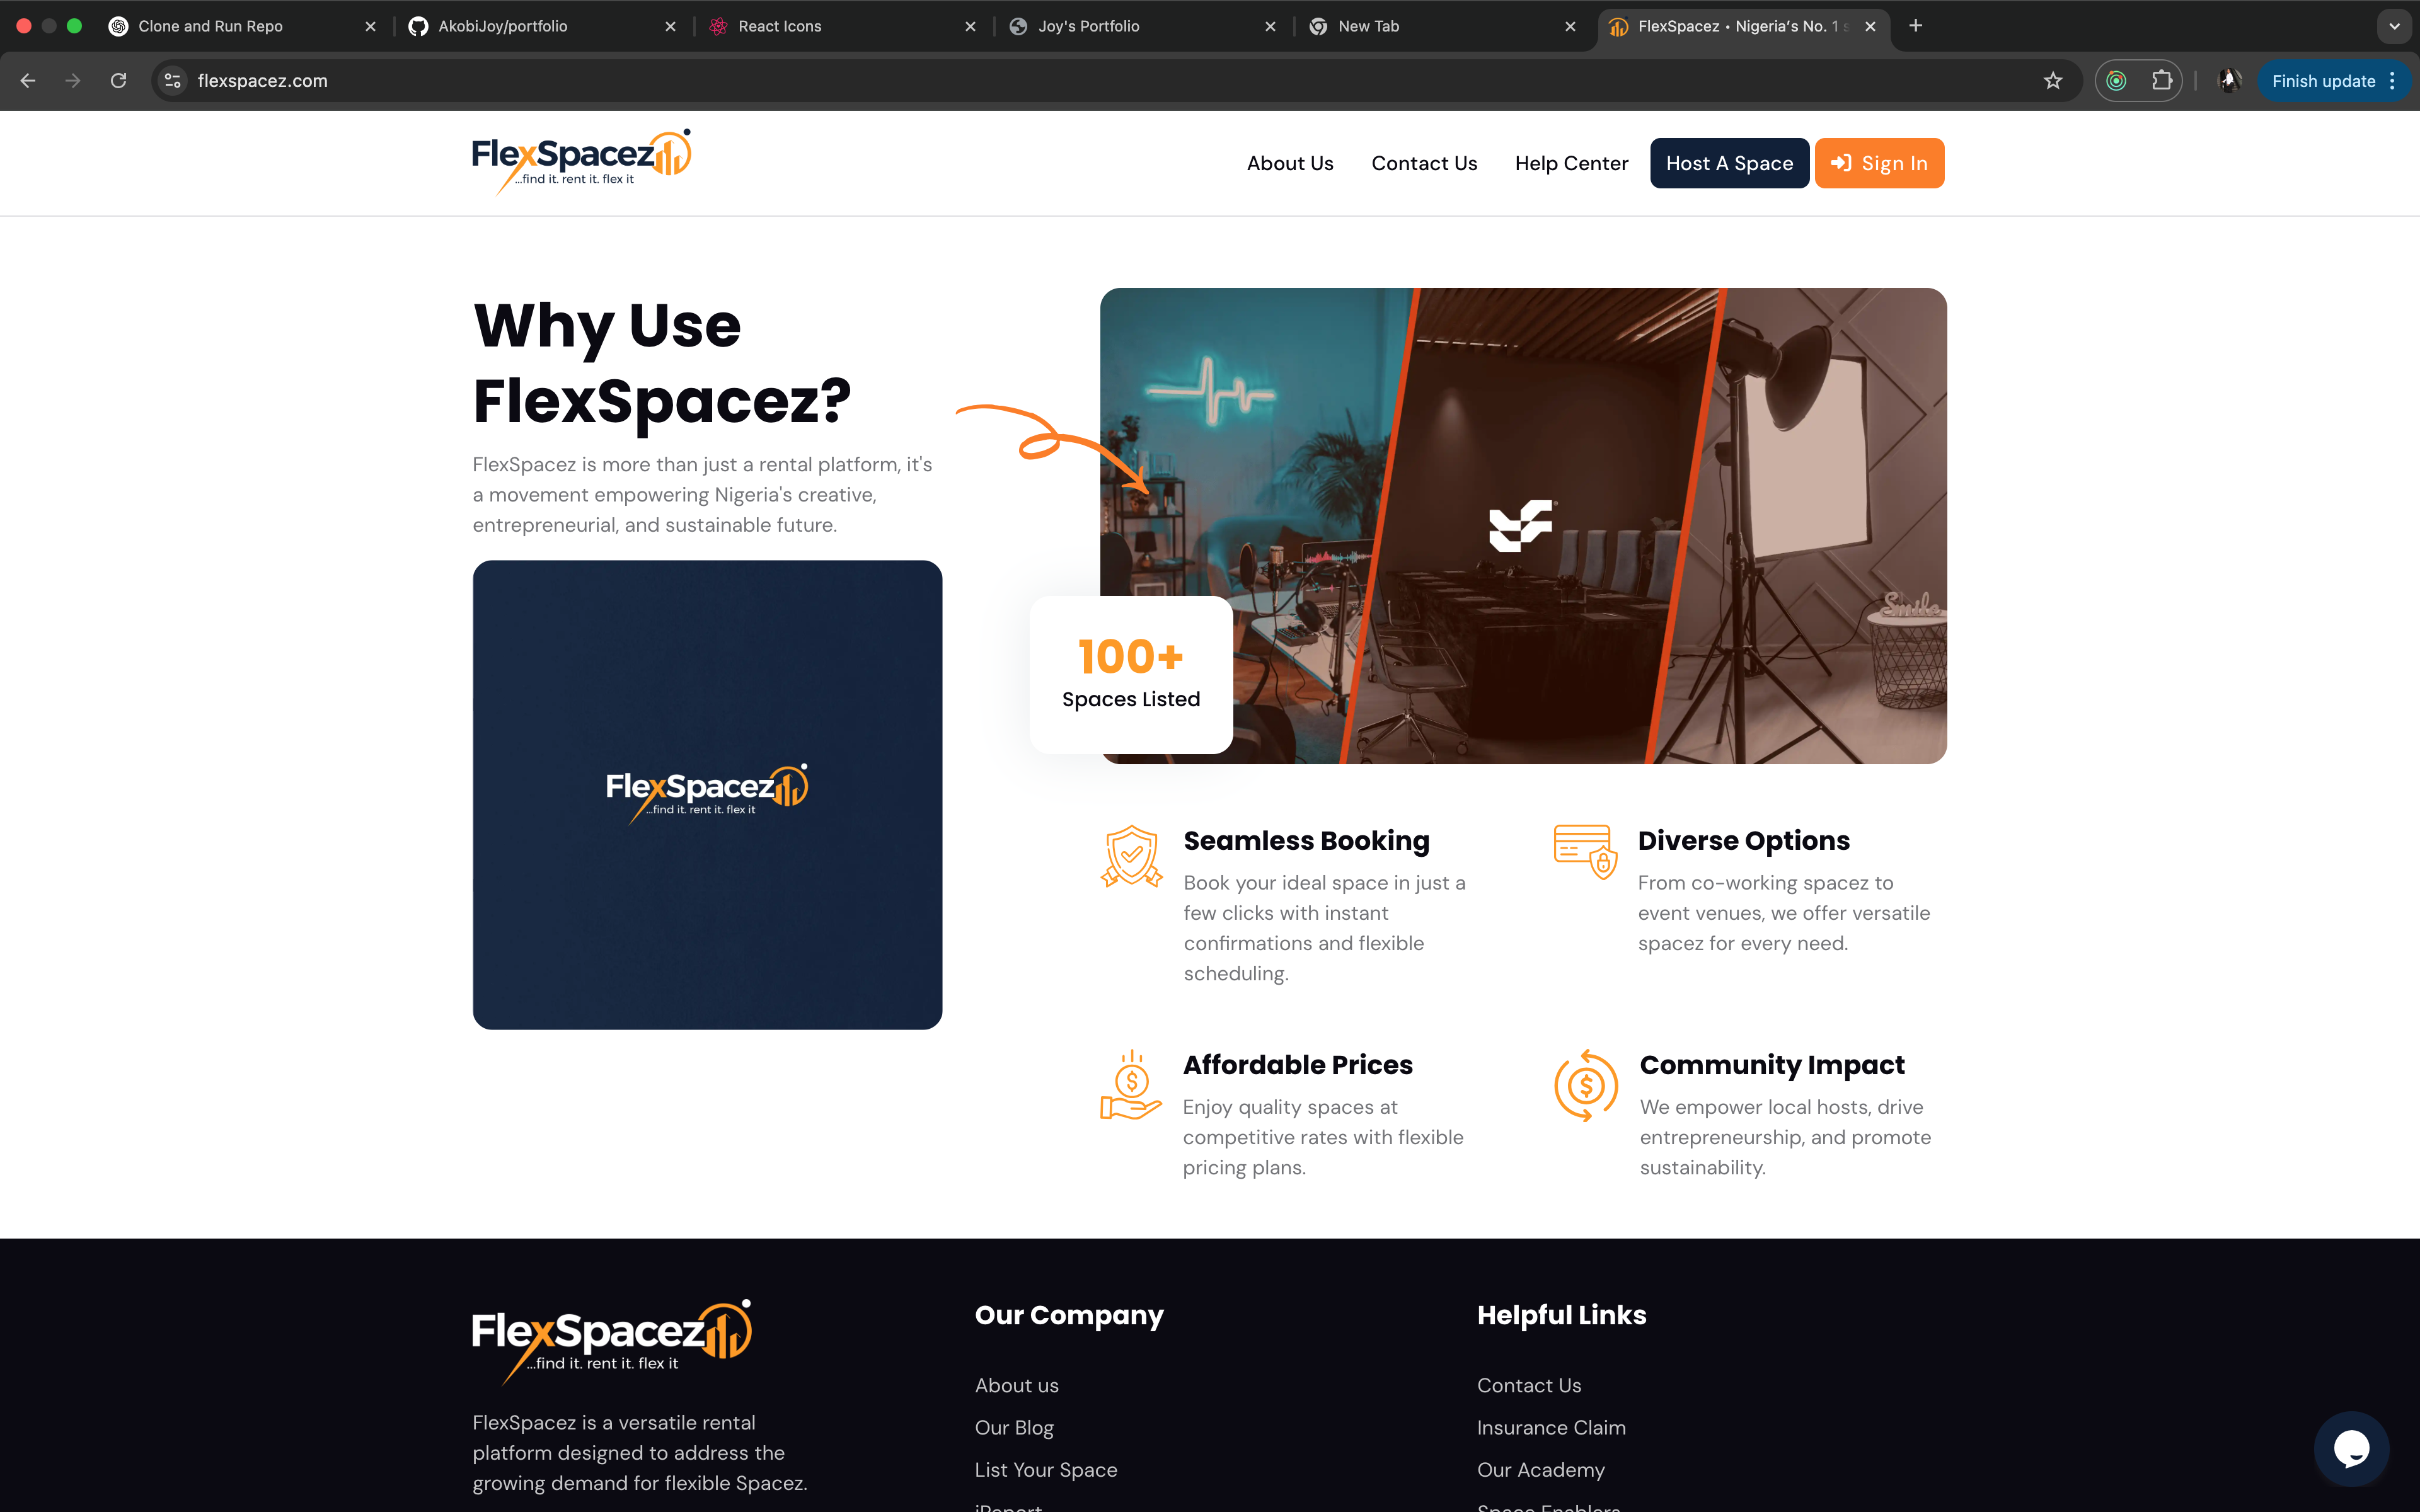 Clone and Run Repo
AkobiJoy/portfolio
React Icons
Joy's Portfolio
New Tab
FlexSpacez • Nigeria's No. 1 s
flexspacez.com
Finish update
FlexSpacez
...find it. rent it. flex it
About Us
Contact Us
Help Center
Host A Space
Sign In
Why Use
FlexSpacez?
FlexSpacez is more than just a rental platform, it's
a movement empowering Nigeria's creative,
entrepreneurial, and sustainable future.
FlexSpacez
...find it. rent it. flex it
Smile
100+
Spaces Listed
Seamless Booking
Book your ideal space in just a
few clicks with instant
confirmations and flexible
scheduling.
Diverse Options
From co-working spacez to
event venues, we offer versatile
spacez for every need.
Affordable Prices
Enjoy quality spaces at
competitive rates with flexible
pricing plans.
Community Impact
We empower local hosts, drive
entrepreneurship, and promote
sustainability.
FlexSpacez
...find it. rent it. flex it
FlexSpacez is a versatile rental
platform designed to address the
growing demand for flexible Spacez.
Our Company
About us
Our Blog
List Your Space
iReport
Helpful Links
Contact Us
Insurance Claim
Our Academy
Space Enablers